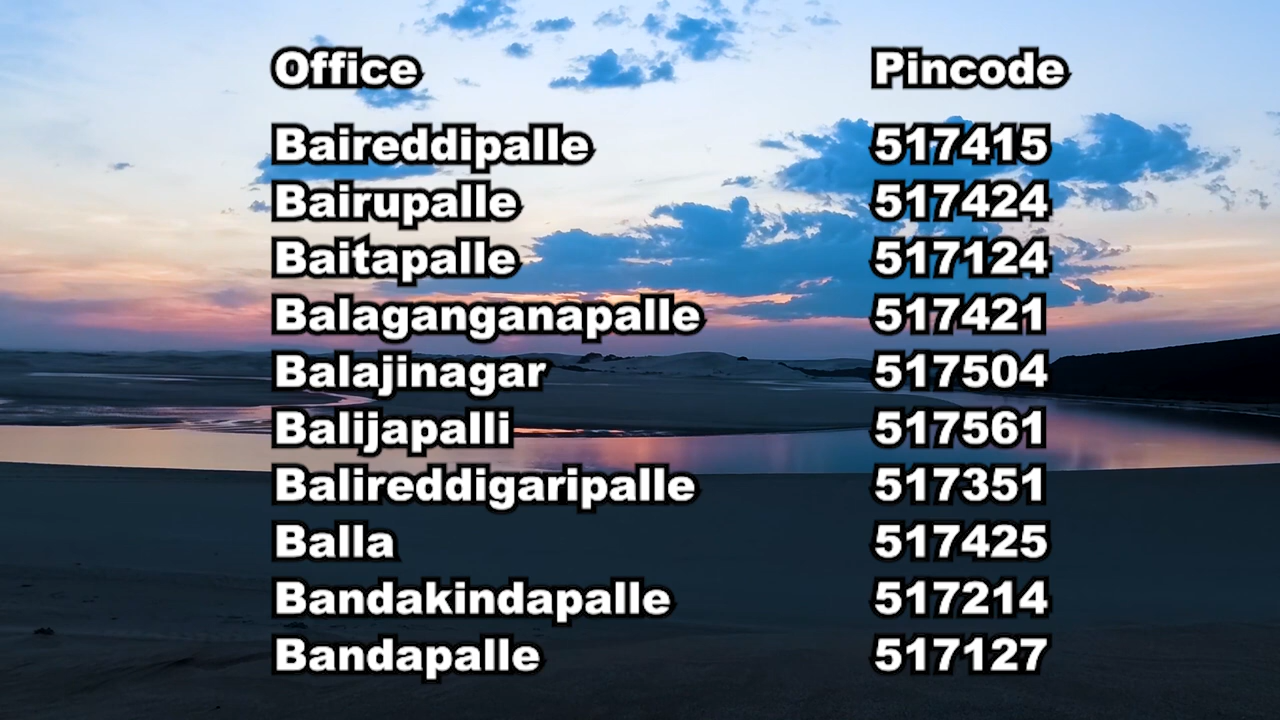 Office Pincode
Baireddipalle 517415
Bairupalle 517424
Baitapalle 517124
Balaganganapalle 517421
Balajinagar 517504
Balijapalli 517561
Balireddigaripalle 517351
Balla 517425
Bandakindapalle 517214
Bandapalle 517127